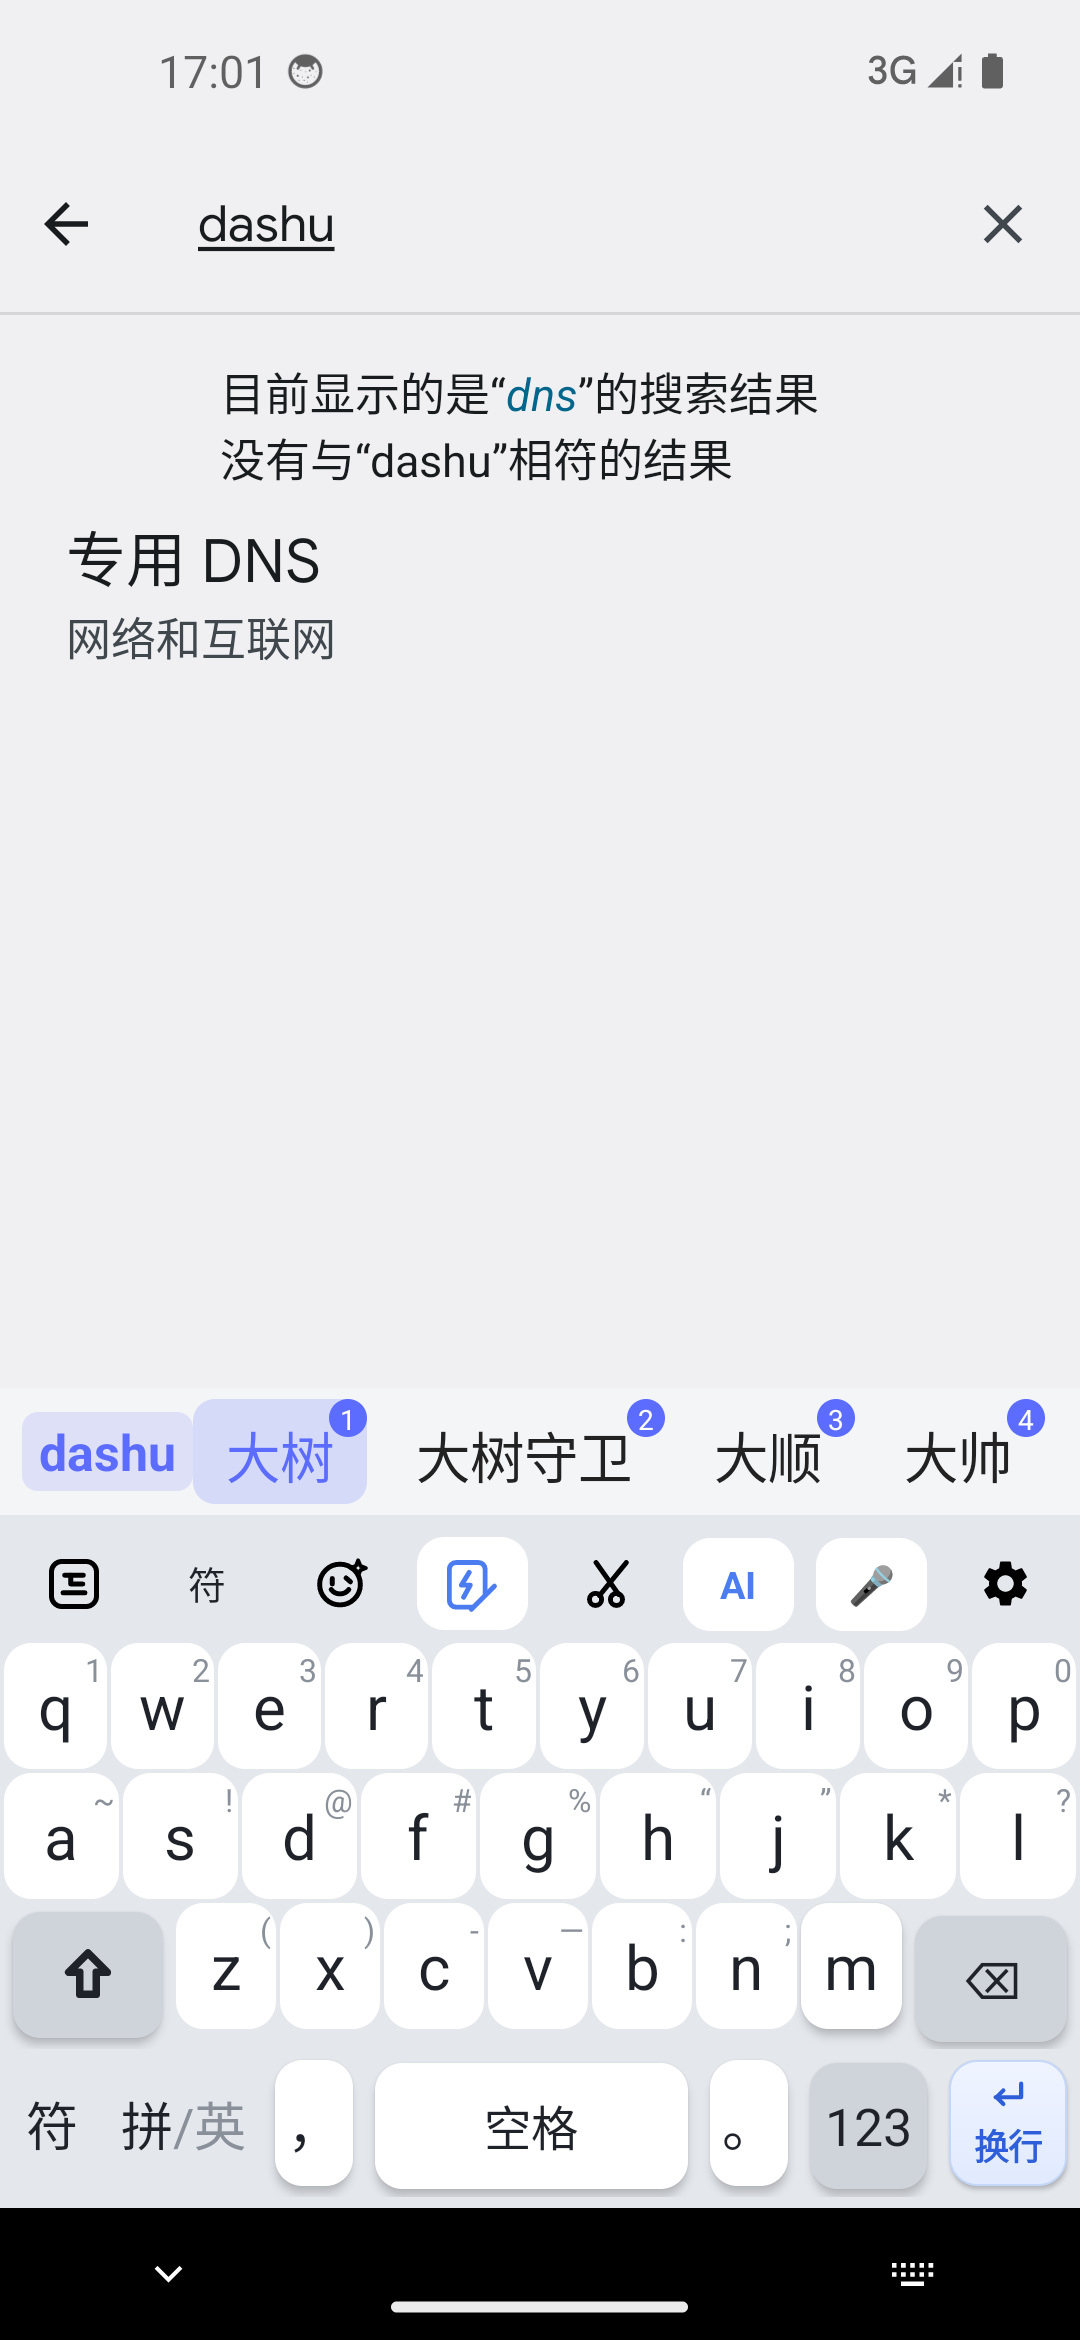 17:01
3G
dashu
目前显示的是“dns”的搜索结果
没有与“dashu”相符的结果
专用 DNS
网络和互联网
dashu 大树 1 大树守卫 2 大顺 3 大帅 4
符 AI
q 1 w 2 e 3 r 4 t 5 y 6 u 7 i 8 o 9 p 0
a ~ s ! d @ f # g % h “ j ” k * l ?
z ( x ) c - v — b : n ; m
符 拼/英 ， 空格 。 123 换行